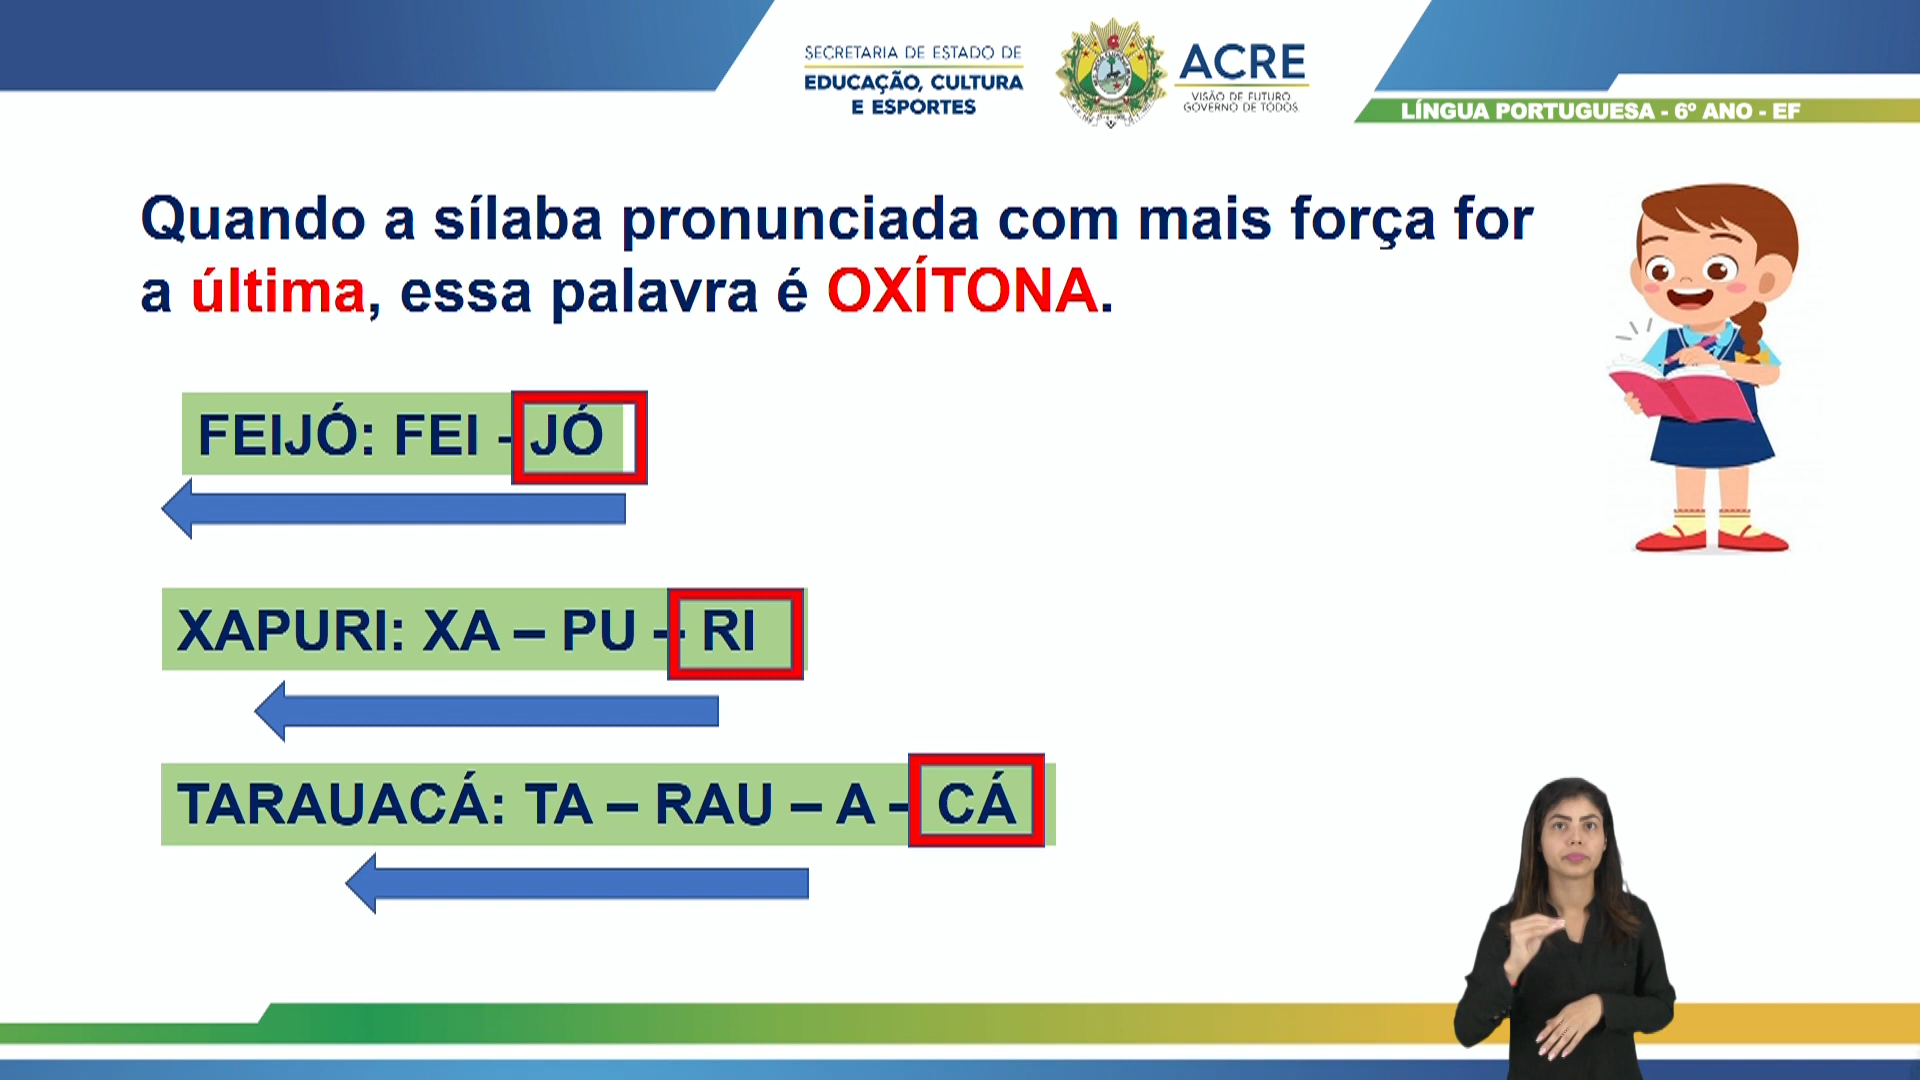 SECRETARIA DE ESTADO DE
EDUCAÇÃO, CULTURA
E ESPORTES
ACRE
VISÃO DE FUTURO
GOVERNO DE TODOS
LÍNGUA PORTUGUESA - 6º ANO - EF
Quando a sílaba pronunciada com mais força for
a última, essa palavra é OXÍTONA.
FEIJÓ: FEI - JÓ
XAPURI: XA – PU – RI
TARAUACÁ: TA – RAU – A - CÁ